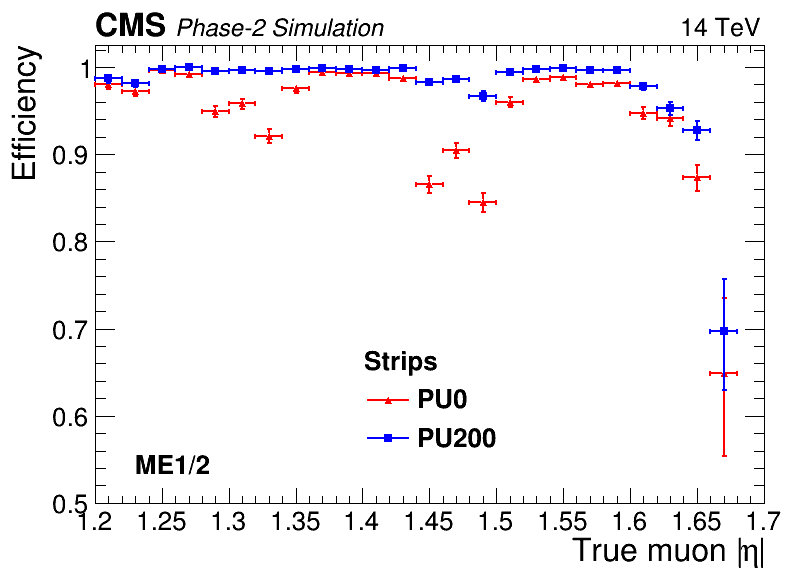 CMS Phase-2 Simulation 14 TeV
Efficiency
1
0.9
0.8
0.7
0.6
0.5
Strips
PU0
PU200
ME1/2
1.2 1.25 1.3 1.35 1.4 1.45 1.5 1.55 1.6 1.65 1.7
True muon |η|